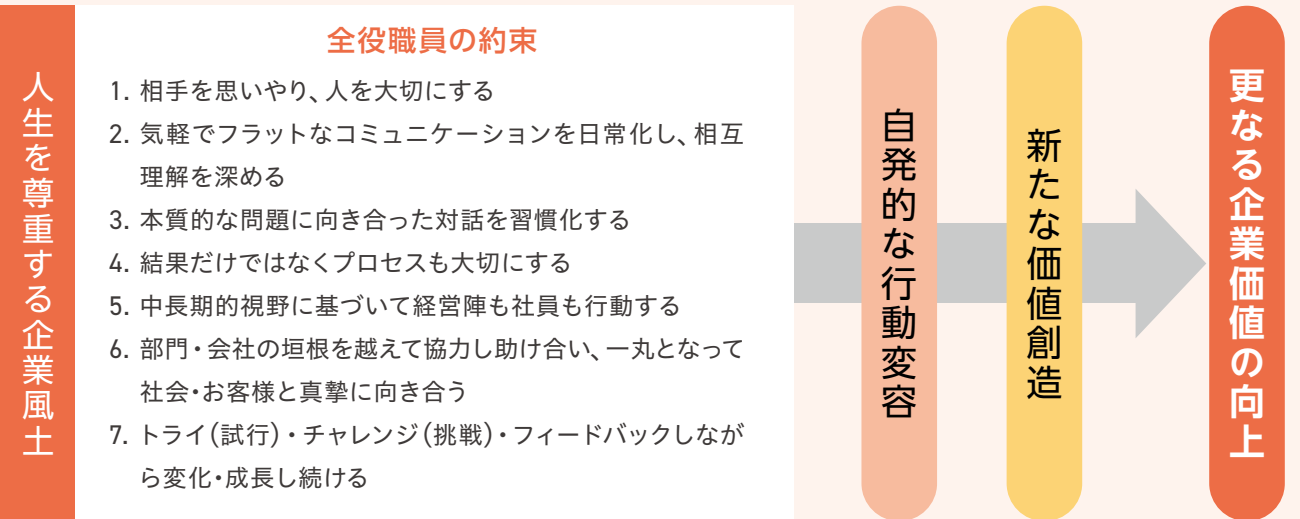 人生を尊重する企業風土
全役職員の約束
1. 相手を思いやり、人を大切にする
2. 気軽でフラットなコミュニケーションを日常化し、相互
理解を深める
3. 本質的な問題に向き合った対話を習慣化する
4. 結果だけではなくプロセスも大切にする
5. 中長期的視野に基づいて経営陣も社員も行動する
6. 部門・会社の垣根を越えて協力し助け合い、一丸となって
社会・お客様と真摯に向き合う
7. トライ(試行)・チャレンジ(挑戦)・フィードバックしなが
ら変化・成長し続ける
自発的な行動変容
新たな価値創造
更なる企業価値の向上